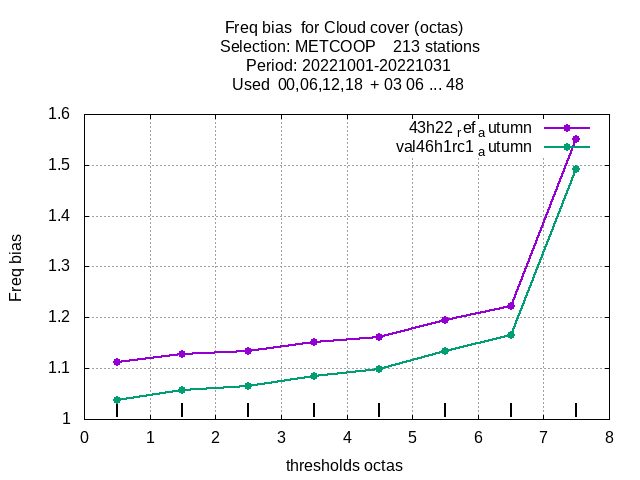 Freq bias  for Cloud cover (octas)
Selection: METCOOP    213 stations
Period: 20221001-20221031
Used  00,06,12,18  + 03 06 ... 48
43h22 ref autumn
val46h1rc1 autumn
1.6
1.5
1.4
1.3
1.2
1.1
1
Freq bias
0 1 2 3 4 5 6 7 8
thresholds octas